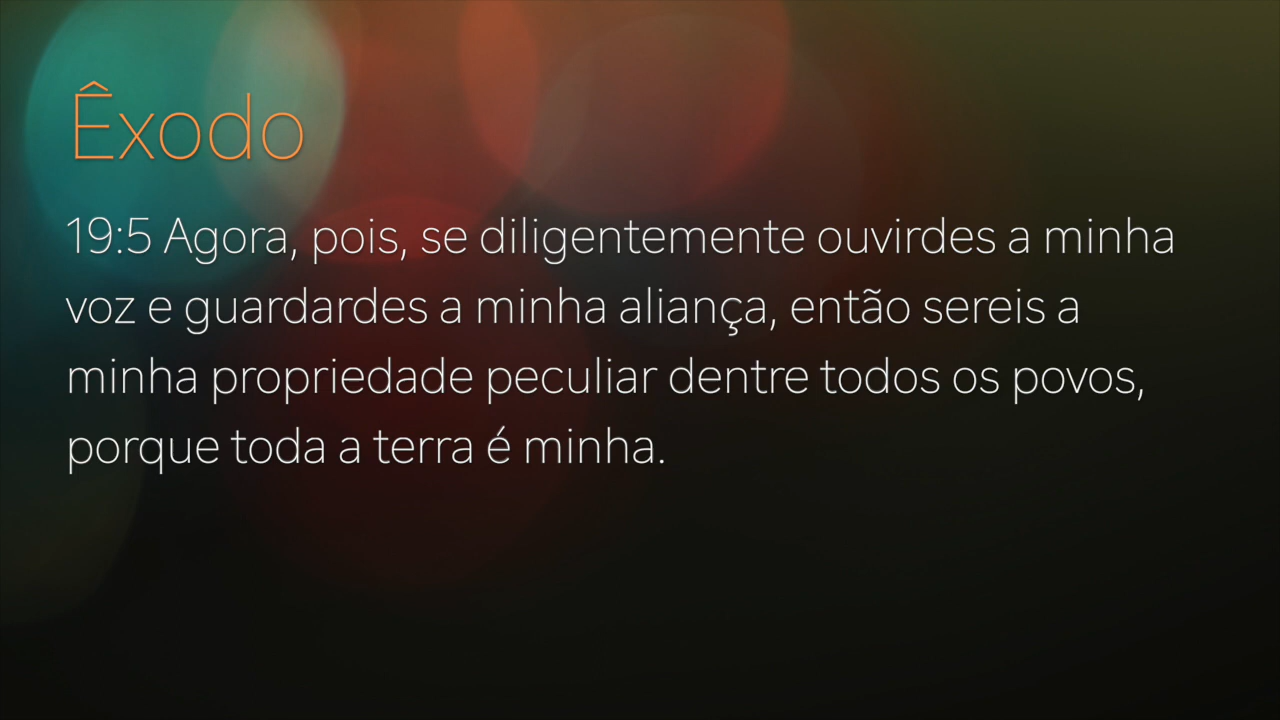 Êxodo
19:5 Agora, pois, se diligentemente ouvirdes a minha
voz e guardardes a minha aliança, então sereis a
minha propriedade peculiar dentre todos os povos,
porque toda a terra é minha.